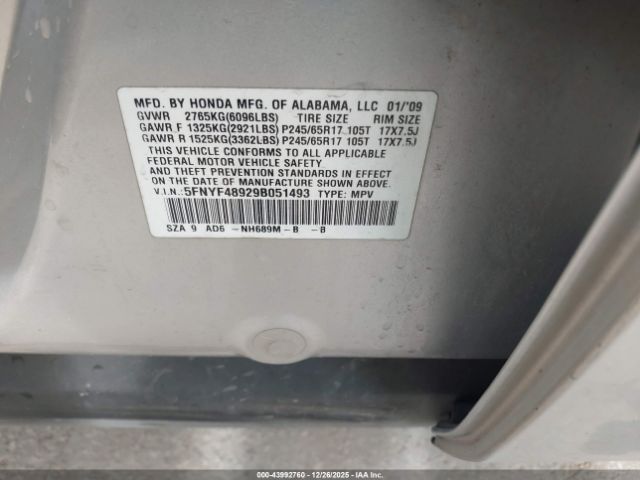 MFD. BY HONDA MFG. OF ALABAMA, LLC 01/'09
GVWR 2765KG(6096LBS) TIRE SIZE RIM SIZE
GAWR F 1325KG(2921LBS) P245/65R17 105T 17X7.5J
GAWR R 1525KG(3362LBS) P245/65R17 105T 17X7.5J
THIS VEHICLE CONFORMS TO ALL APPLICABLE
FEDERAL MOTOR VEHICLE SAFETY
AND THEFT PREVENTION STANDARDS IN EFFECT
ON THE DATE OF MANUFACTURE SHOWN ABOVE.
V.I.N.:5FNYF48929B051493 TYPE: MPV
SZA 9 AD6 -NH689M-B -B
000-43992760 - 12/26/2025 - IAA Inc.